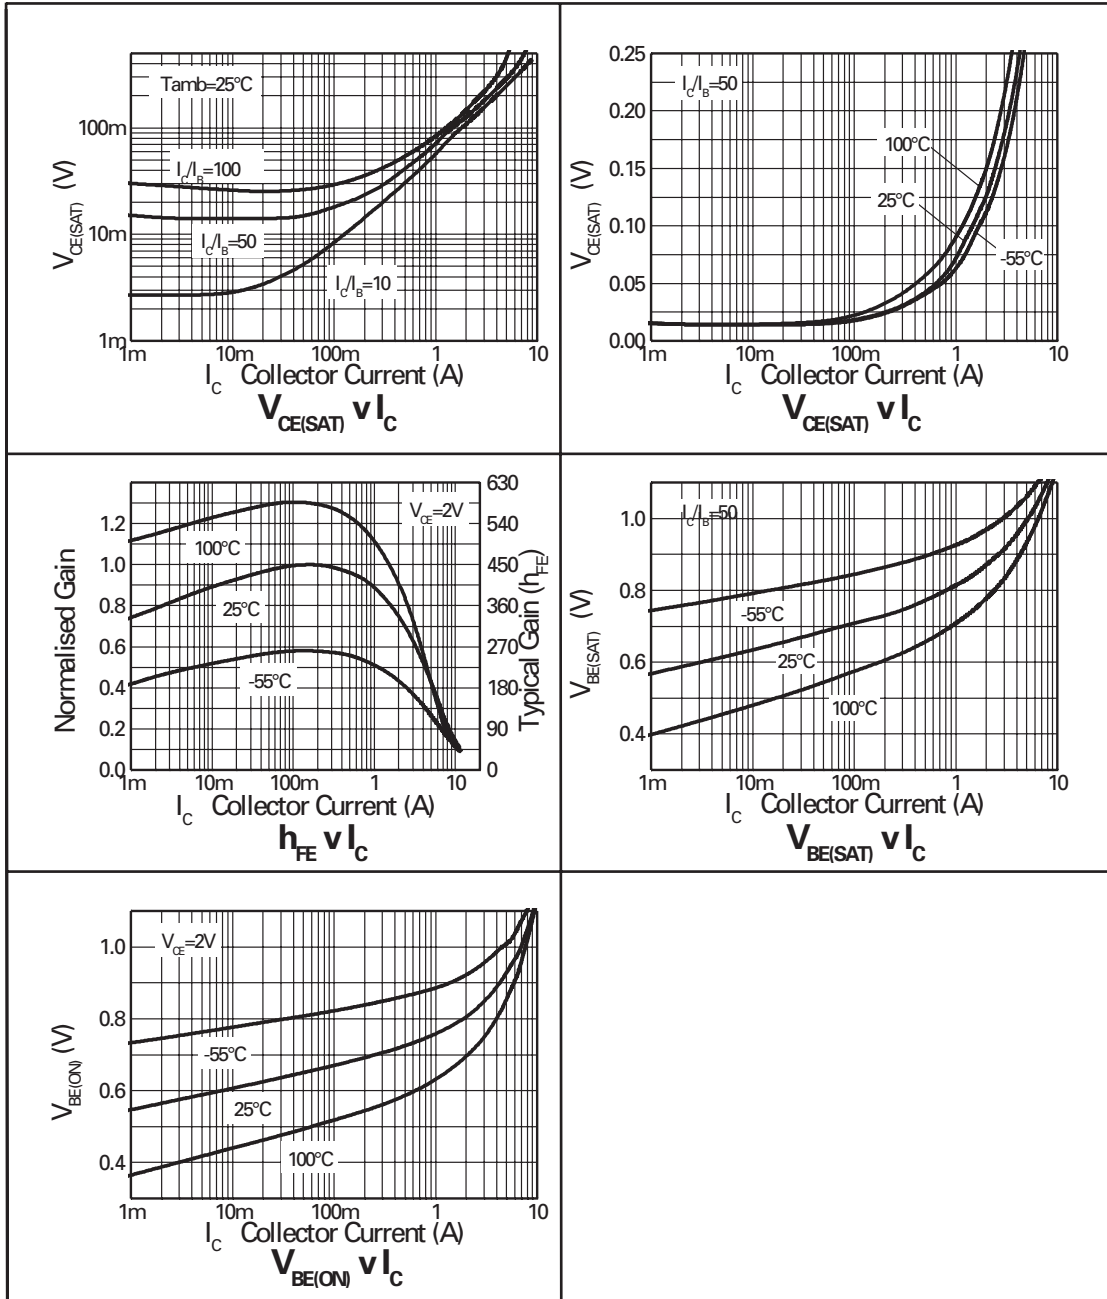 Tamb=25°C
I_C/I_B=100
I_C/I_B=50
I_C/I_B=10
100m
10m
1m
V_CE(SAT) (V)
1m 10m 100m 1 10
I_C Collector Current (A)
V_CE(SAT) v I_C
I_C/I_B=50
100°C
25°C
-55°C
0.25
0.20
0.15
0.10
0.05
0.00
V_CE(SAT) (V)
1m 10m 100m 1 10
I_C Collector Current (A)
V_CE(SAT) v I_C
V_CE=2V
100°C
25°C
-55°C
1.2
1.0
0.8
0.6
0.4
0.2
0.0
Normalised Gain
630
540
450
360
270
180
90
0
Typical Gain (h_FE)
1m 10m 100m 1 10
I_C Collector Current (A)
h_FE v I_C
I_C/I_B=50
-55°C
25°C
100°C
1.0
0.8
0.6
0.4
V_BE(SAT) (V)
1m 10m 100m 1 10
I_C Collector Current (A)
V_BE(SAT) v I_C
V_CE=2V
-55°C
25°C
100°C
1.0
0.8
0.6
0.4
V_BE(ON) (V)
1m 10m 100m 1 10
I_C Collector Current (A)
V_BE(ON) v I_C